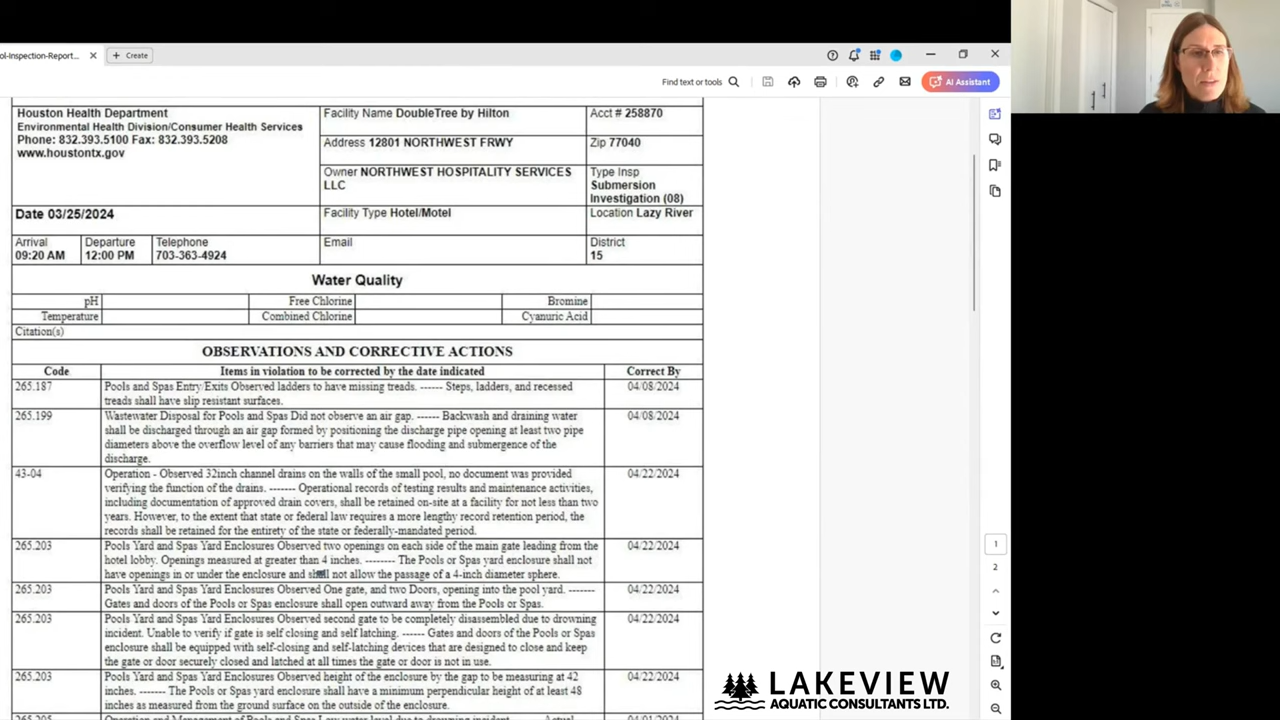 ol-Inspection-Report...
Create
Find text or tools
AI Assistant
Houston Health Department
Environmental Health Division/Consumer Health Services
Phone: 832.393.5100 Fax: 832.393.5208
www.houstontx.gov
Facility Name DoubleTree by Hilton
Acct # 258870
Address 12801 NORTHWEST FRWY
Zip 77040
Owner NORTHWEST HOSPITALITY SERVICES
LLC
Type Insp
Submersion
Investigation (08)
Date 03/25/2024
Facility Type Hotel/Motel
Location Lazy River
Arrival
09:20 AM
Departure
12:00 PM
Telephone
703-363-4924
Email
District
15
Water Quality
pH
Free Chlorine
Bromine
Temperature
Combined Chlorine
Cyanuric Acid
Citation(s)
OBSERVATIONS AND CORRECTIVE ACTIONS
Code
Items in violation to be corrected by the date indicated
Correct By
265.187
Pools and Spas Entry/Exits Observed ladders to have missing treads. ------ Steps, ladders, and recessed
treads shall have slip resistant surfaces.
04/08/2024
265.199
Wastewater Disposal for Pools and Spas Did not observe an air gap. ------ Backwash and draining water
shall be discharged through an air gap formed by positioning the discharge pipe opening at least two pipe
diameters above the overflow level of any barriers that may cause flooding and submergence of the
discharge.
04/08/2024
43-04
Operation - Observed 32inch channel drains on the walls of the small pool, no document was provided
verifying the function of the drains. ------- Operational records of testing results and maintenance activities,
including documentation of approved drain covers, shall be retained on-site at a facility for not less than two
years. However, to the extent that state or federal law requires a more lengthy record retention period, the
records shall be retained for the entirety of the state or federally-mandated period.
04/22/2024
265.203
Pools Yard and Spas Yard Enclosures Observed two openings on each side of the main gate leading from the
hotel lobby. Openings measured at greater than 4 inches. -------- The Pools or Spas yard enclosure shall not
have openings in or under the enclosure and shall not allow the passage of a 4-inch diameter sphere.
04/22/2024
265.203
Pools Yard and Spas Yard Enclosures Observed One gate, and two Doors, opening into the pool yard. -------
Gates and doors of the Pools or Spas enclosure shall open outward away from the Pools or Spas.
04/22/2024
265.203
Pools Yard and Spas Yard Enclosures Observed second gate to be completely disassembled due to drowning
incident. Unable to verify if gate is self closing and self latching. ------ Gates and doors of the Pools or Spas
enclosure shall be equipped with self-closing and self-latching devices that are designed to close and keep
the gate or door securely closed and latched at all times the gate or door is not in use.
04/22/2024
265.203
Pools Yard and Spas Yard Enclosures Observed height of the enclosure by the gap to be measuring at 42
inches. ------- The Pools or Spas yard enclosure shall have a minimum perpendicular height of at least 48
inches as measured from the ground surface on the outside of the enclosure.
04/22/2024
265.205
Operation and Management of Pools and Spas Low water level due to drowning incident. ------ Actual
04/01/2024
1
2
LAKEVIEW
AQUATIC CONSULTANTS LTD.